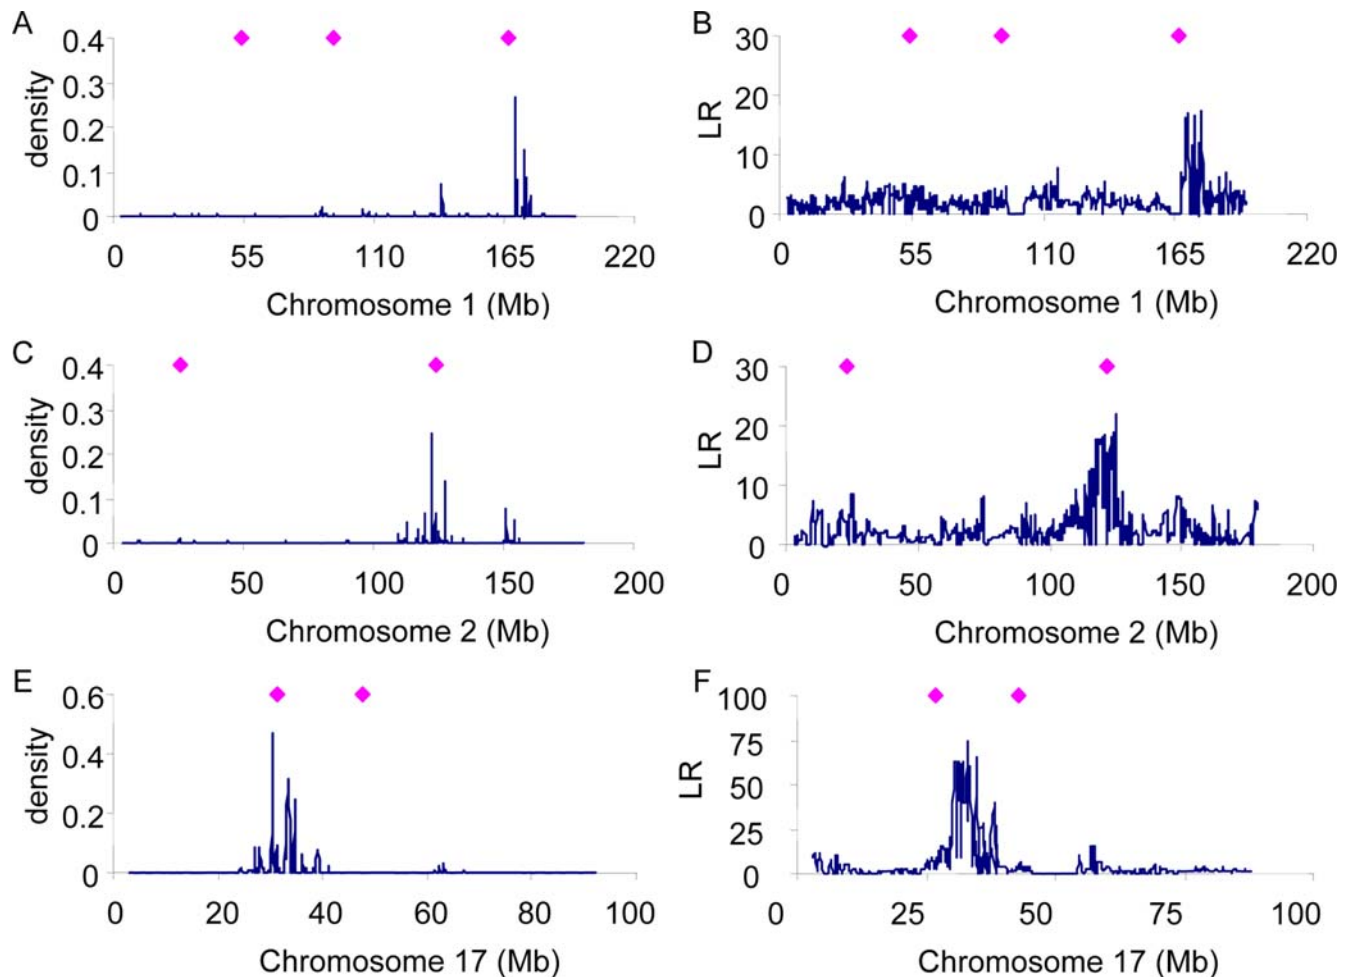 A
B
0.4
0.3
0.2
0.1
0
density
0 55 110 165 220
Chromosome 1 (Mb)
30
20
10
0
LR
0 55 110 165 220
Chromosome 1 (Mb)
C
D
0.4
0.3
0.2
0.1
0
density
0 50 100 150 200
Chromosome 2 (Mb)
30
20
10
0
LR
0 50 100 150 200
Chromosome 2 (Mb)
E
F
0.6
0.4
0.2
0
density
0 20 40 60 80 100
Chromosome 17 (Mb)
100
75
50
25
0
LR
0 25 50 75 100
Chromosome 17 (Mb)